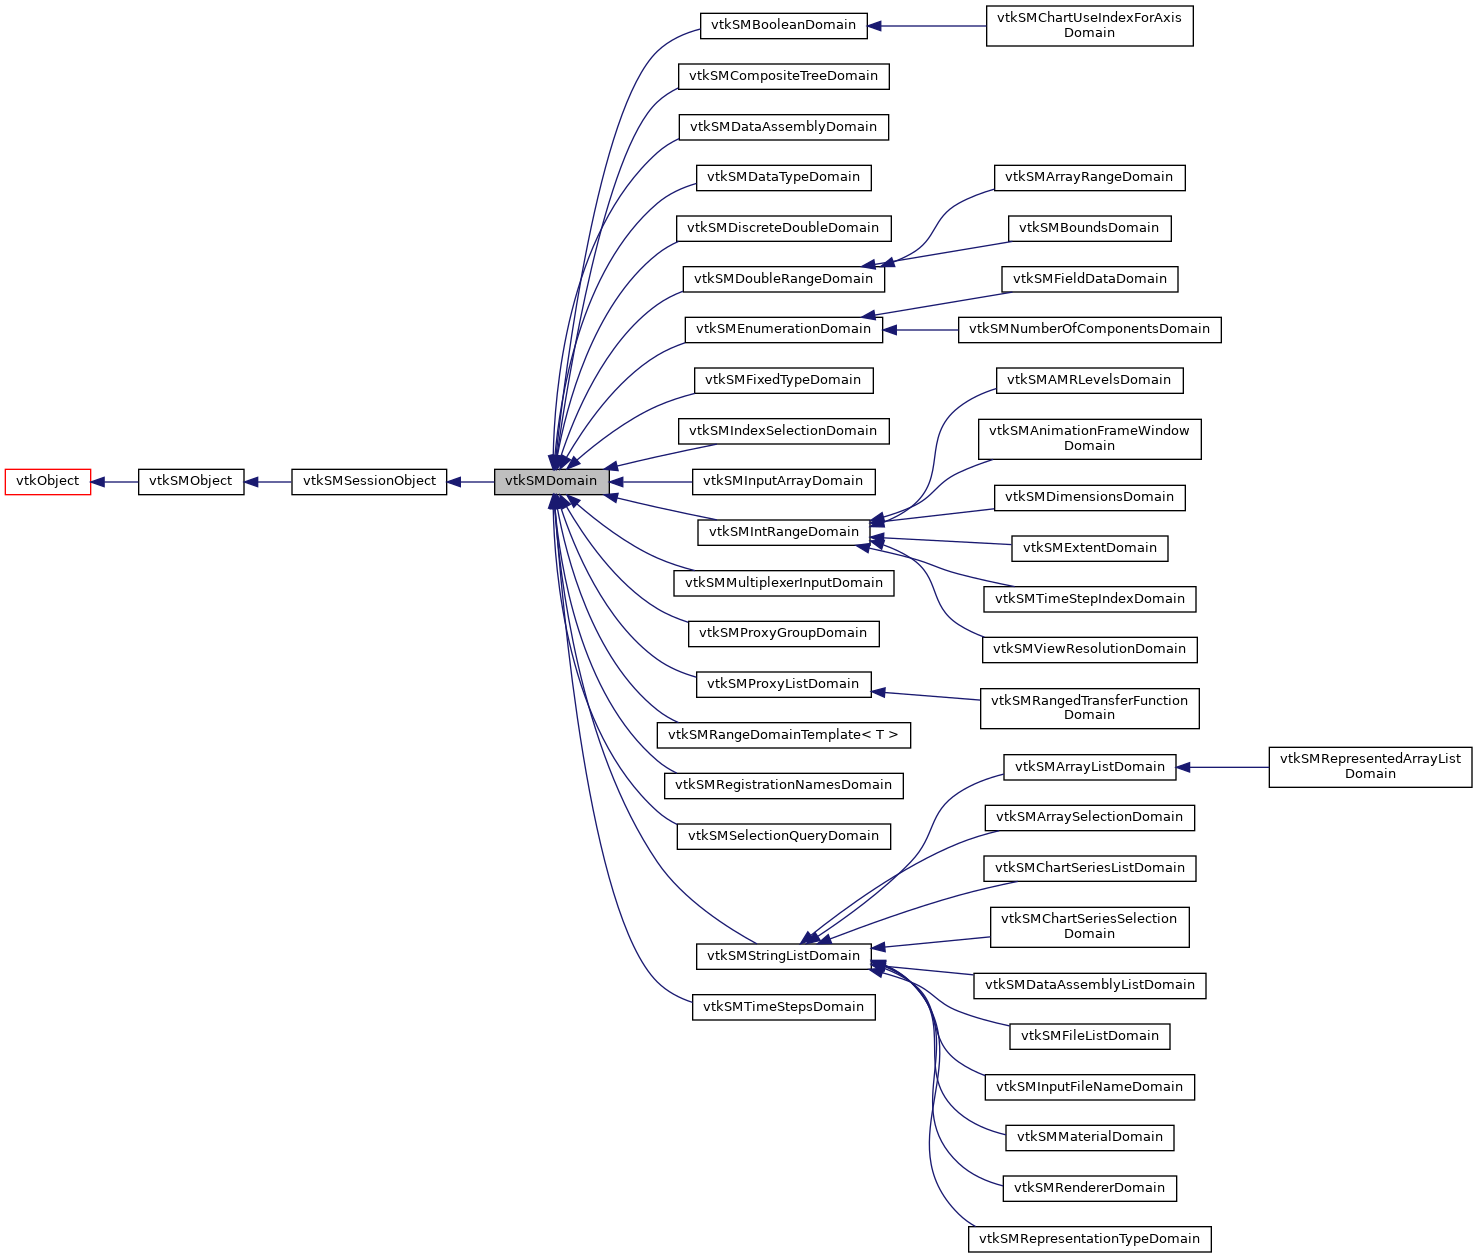 vtkSMBooleanDomain
vtkSMChartUseIndexForAxis
Domain
vtkSMCompositeTreeDomain
vtkSMDataAssemblyDomain
vtkSMDataTypeDomain
vtkSMArrayRangeDomain
vtkSMDiscreteDoubleDomain
vtkSMBoundsDomain
vtkSMDoubleRangeDomain
vtkSMFieldDataDomain
vtkSMEnumerationDomain
vtkSMNumberOfComponentsDomain
vtkSMFixedTypeDomain
vtkSMAMRLevelsDomain
vtkSMIndexSelectionDomain
vtkSMAnimationFrameWindow
Domain
vtkObject
vtkSMObject
vtkSMSessionObject
vtkSMDomain
vtkSMInputArrayDomain
vtkSMDimensionsDomain
vtkSMIntRangeDomain
vtkSMExtentDomain
vtkSMMultiplexerInputDomain
vtkSMTimeStepIndexDomain
vtkSMProxyGroupDomain
vtkSMViewResolutionDomain
vtkSMProxyListDomain
vtkSMRangedTransferFunction
Domain
vtkSMRangeDomainTemplate< T >
vtkSMArrayListDomain
vtkSMRepresentedArrayList
Domain
vtkSMRegistrationNamesDomain
vtkSMArraySelectionDomain
vtkSMSelectionQueryDomain
vtkSMChartSeriesListDomain
vtkSMChartSeriesSelection
Domain
vtkSMStringListDomain
vtkSMDataAssemblyListDomain
vtkSMTimeStepsDomain
vtkSMFileListDomain
vtkSMInputFileNameDomain
vtkSMMaterialDomain
vtkSMRendererDomain
vtkSMRepresentationTypeDomain